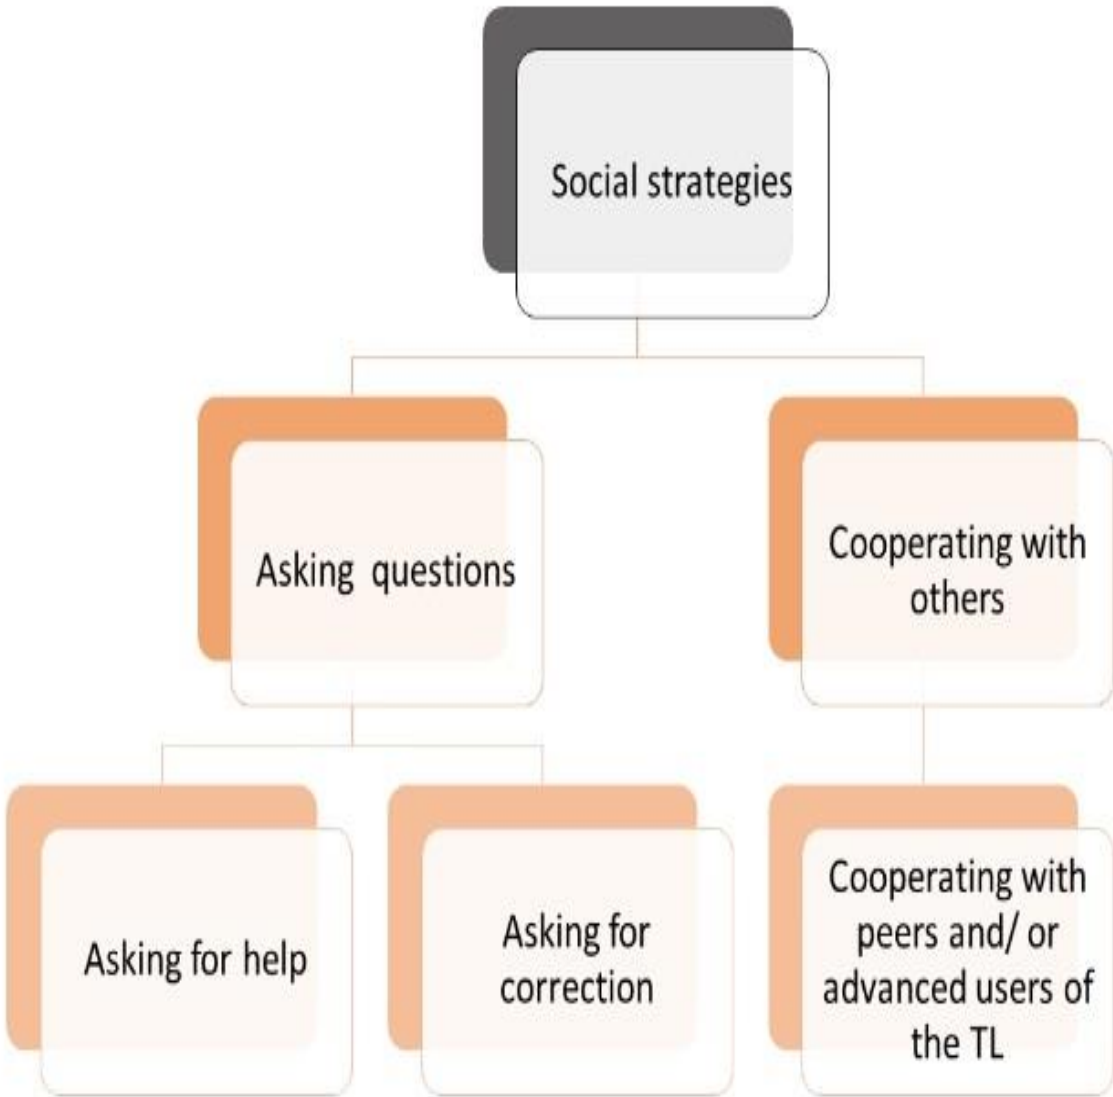 Social strategies
Asking questions
Cooperating with
others
Asking for help
Asking for
correction
Cooperating with
peers and/ or
advanced users of
the TL